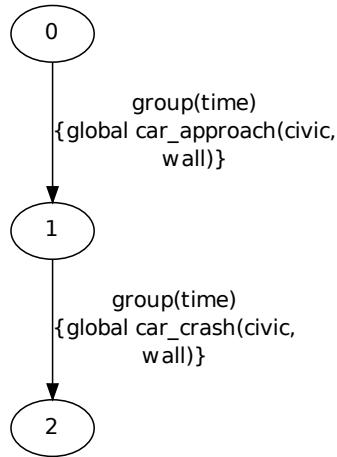 0
group(time)
{global car_approach(civic,
wall)}
1
group(time)
{global car_crash(civic,
wall)}
2